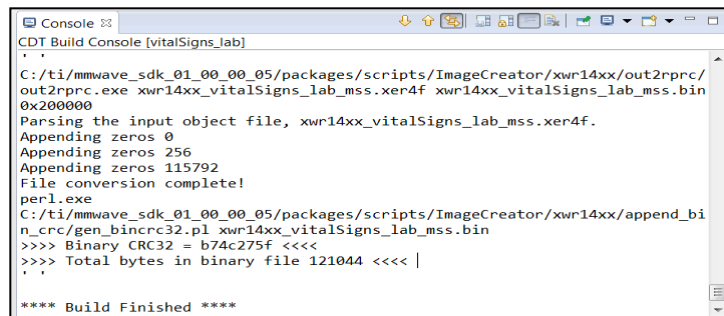 Console
CDT Build Console [vitalSigns_lab]
' '
C:/ti/mmwave_sdk_01_00_00_05/packages/scripts/ImageCreator/xwr14xx/out2rprc/
out2rprc.exe xwr14xx_vitalSigns_lab_mss.xer4f xwr14xx_vitalSigns_lab_mss.bin
0x200000
Parsing the input object file, xwr14xx_vitalSigns_lab_mss.xer4f.
Appending zeros 0
Appending zeros 256
Appending zeros 115792
File conversion complete!
perl.exe
C:/ti/mmwave_sdk_01_00_00_05/packages/scripts/ImageCreator/xwr14xx/append_bi
n_crc/gen_bincrc32.pl xwr14xx_vitalSigns_lab_mss.bin
>>>> Binary CRC32 = b74c275f <<<<
>>>> Total bytes in binary file 121044 <<<<
' '
**** Build Finished ****